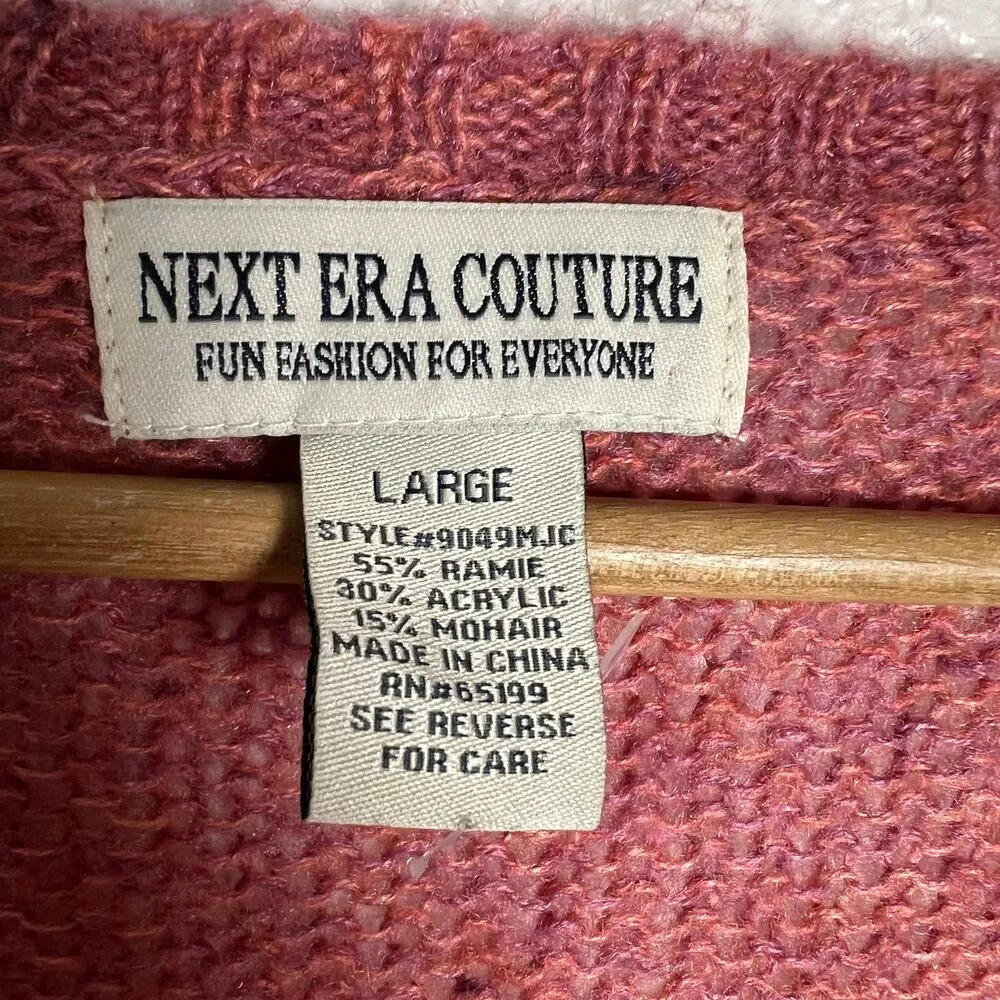 NEXT ERA COUTURE
FUN FASHION FOR EVERYONE
LARGE
STYLE#9049MJC
55% RAMIE
30% ACRYLIC
15% MOHAIR
MADE IN CHINA
RN#65199
SEE REVERSE
FOR CARE